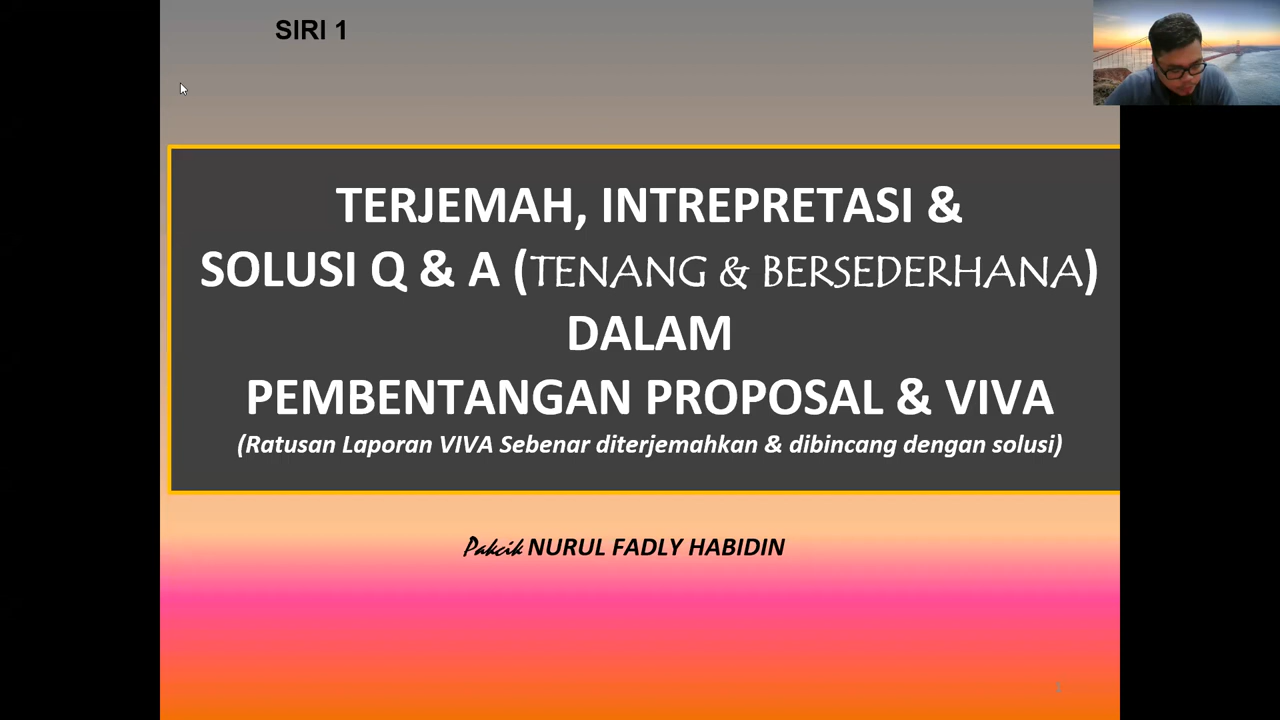 SIRI 1
TERJEMAH, INTREPRETASI &
SOLUSI Q & A (TENANG & BERSEDERHANA)
DALAM
PEMBENTANGAN PROPOSAL & VIVA
(Ratusan Laporan VIVA Sebenar diterjemahkan & dibincang dengan solusi)
Pakcik NURUL FADLY HABIDIN